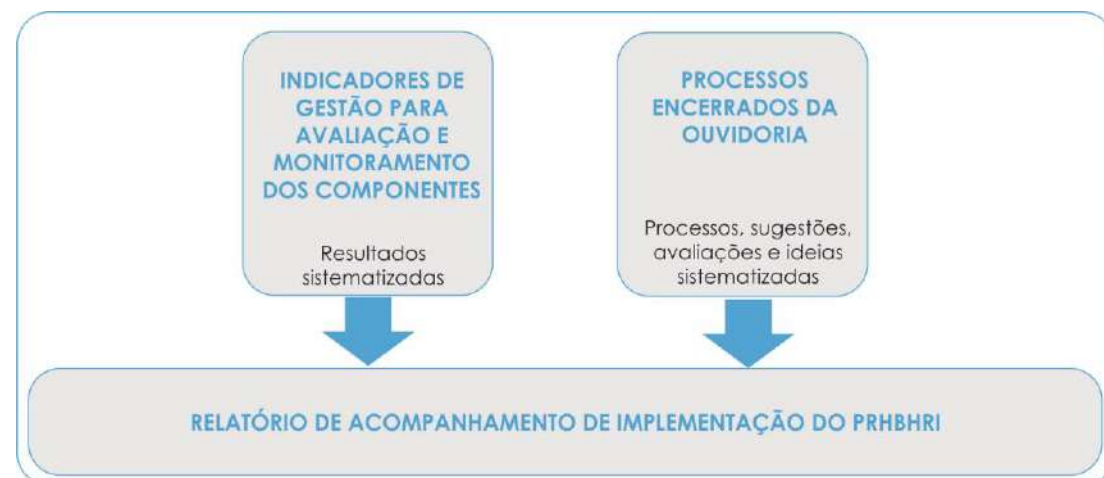 INDICADORES DE
GESTÃO PARA
AVALIAÇÃO E
MONITORAMENTO
DOS COMPONENTES
Resultados
sistematizadas
PROCESSOS
ENCERRADOS DA
OUVIDORIA
Processos, sugestões,
avaliações e ideias
sistematizadas
RELATÓRIO DE ACOMPANHAMENTO DE IMPLEMENTAÇÃO DO PRHBHRI